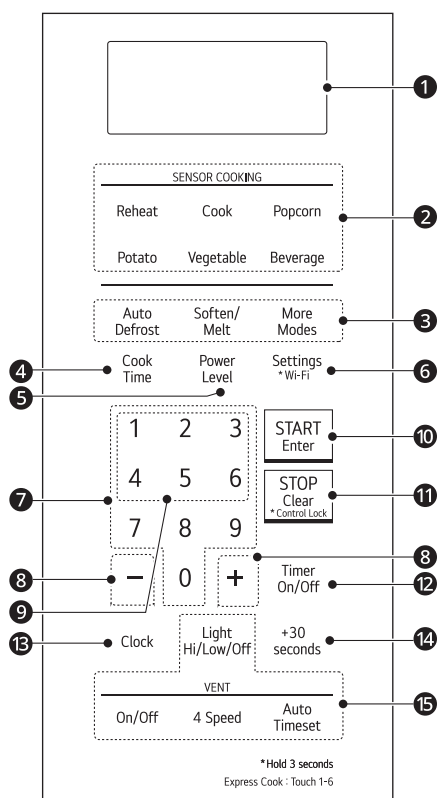 1
SENSOR COOKING
Reheat Cook Popcorn
2
Potato Vegetable Beverage
Auto Defrost Soften/ Melt More Modes
3
4
Cook Time Power Level Settings * Wi-Fi
6
5
1 2 3
START
Enter
10
4 5 6
STOP
Clear
* Control Lock
11
7
7 8 9
8
− 0 +
8
Timer
On/Off
12
9
13
Clock
Light
Hi/Low/Off
+30
seconds
14
VENT
15
On/Off 4 Speed Auto Timeset
* Hold 3 seconds
Express Cook : Touch 1-6